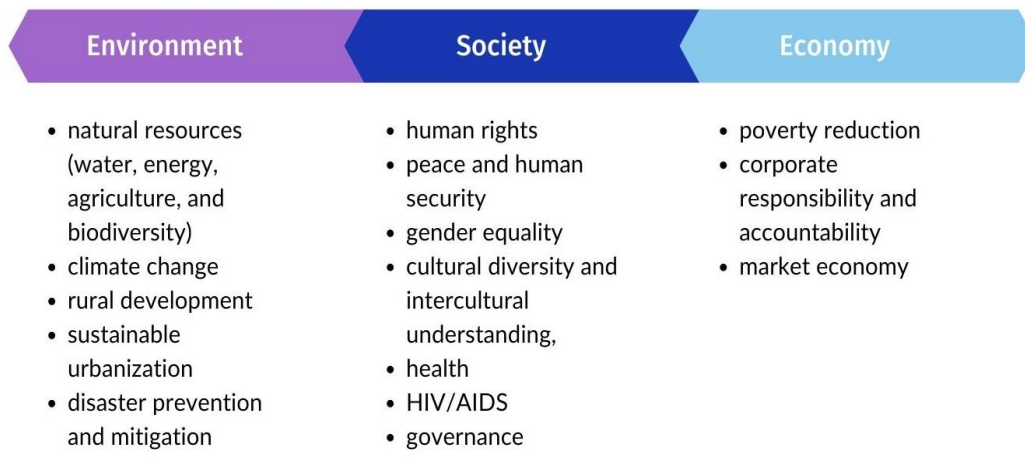 Environment
Society
Economy
• natural resources
(water, energy,
agriculture, and
biodiversity)
• climate change
• rural development
• sustainable
urbanization
• disaster prevention
and mitigation
• human rights
• peace and human
security
• gender equality
• cultural diversity and
intercultural
understanding,
• health
• HIV/AIDS
• governance
• poverty reduction
• corporate
responsibility and
accountability
• market economy